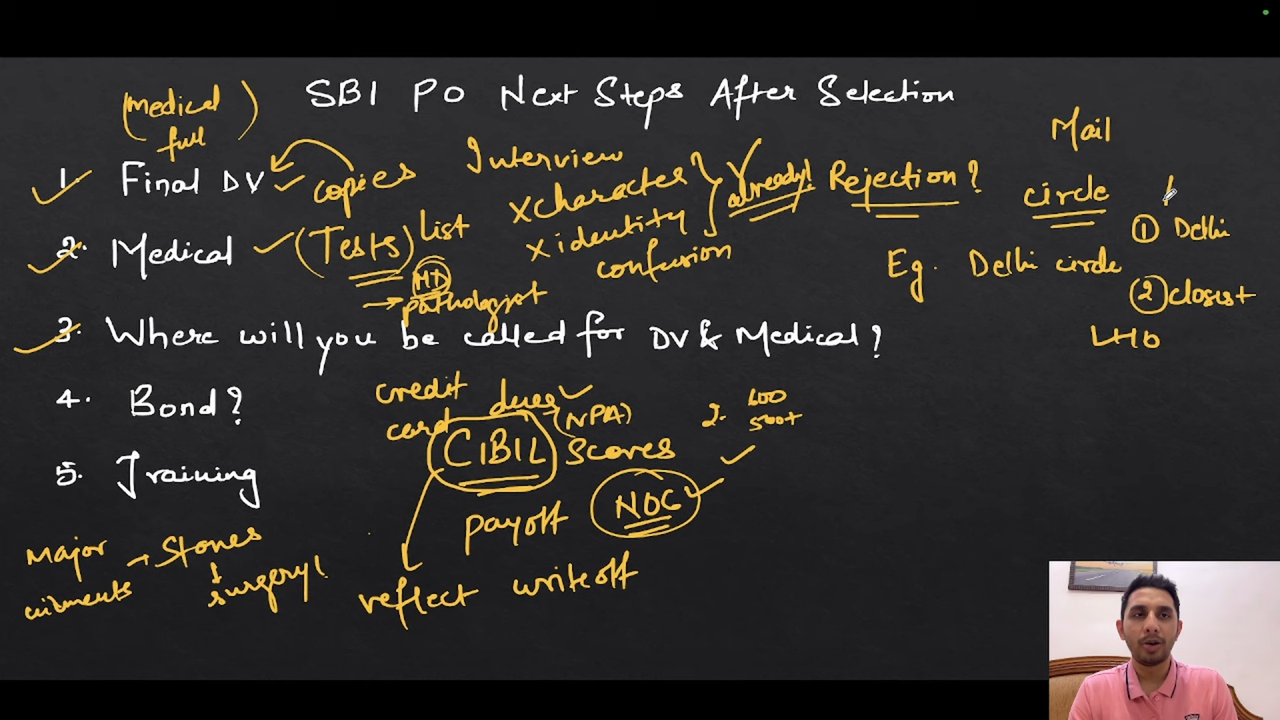 SBI PO Next Steps After Selection
(Medical full)
1. Final DV
copies
Interview
x character
x identity
confusion
already!
Rejection?
Mail
circle
Eg. Delhi circle
① Delhi
② closest
LHO
2. Medical
(Tests) list
MD
→ pathologist
3. Where will you be called for DV & Medical?
4. Bond?
credit card dues
(NPA)
CIBIL scores
2.
500+
5. Training
payoff NOC
reflect writeoff
Major ailments → Stones
surgery!